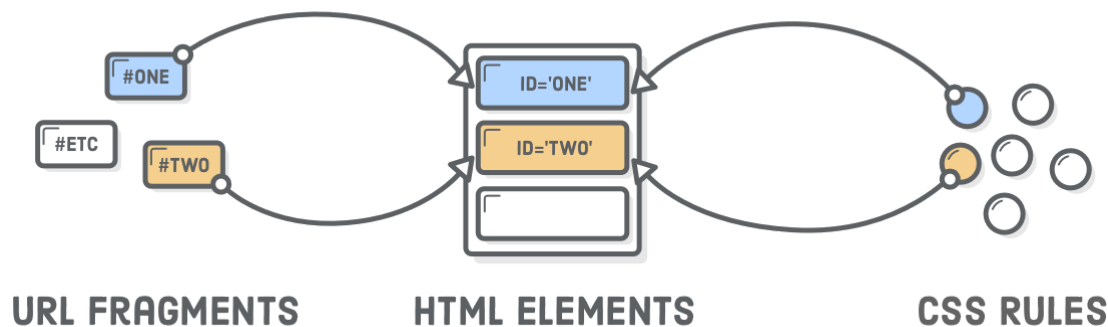 #ONE
#ETC
#TWO
ID='ONE'
ID='TWO'
URL FRAGMENTS
HTML ELEMENTS
CSS RULES